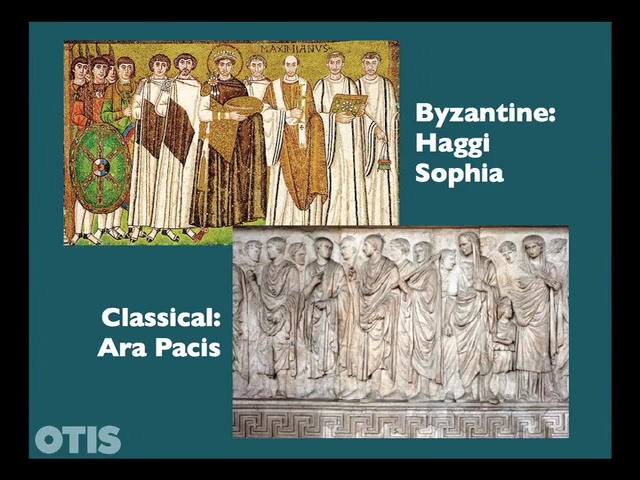 MAXIMIANVS
Byzantine:
Haggi
Sophia
Classical:
Ara Pacis
OTIS